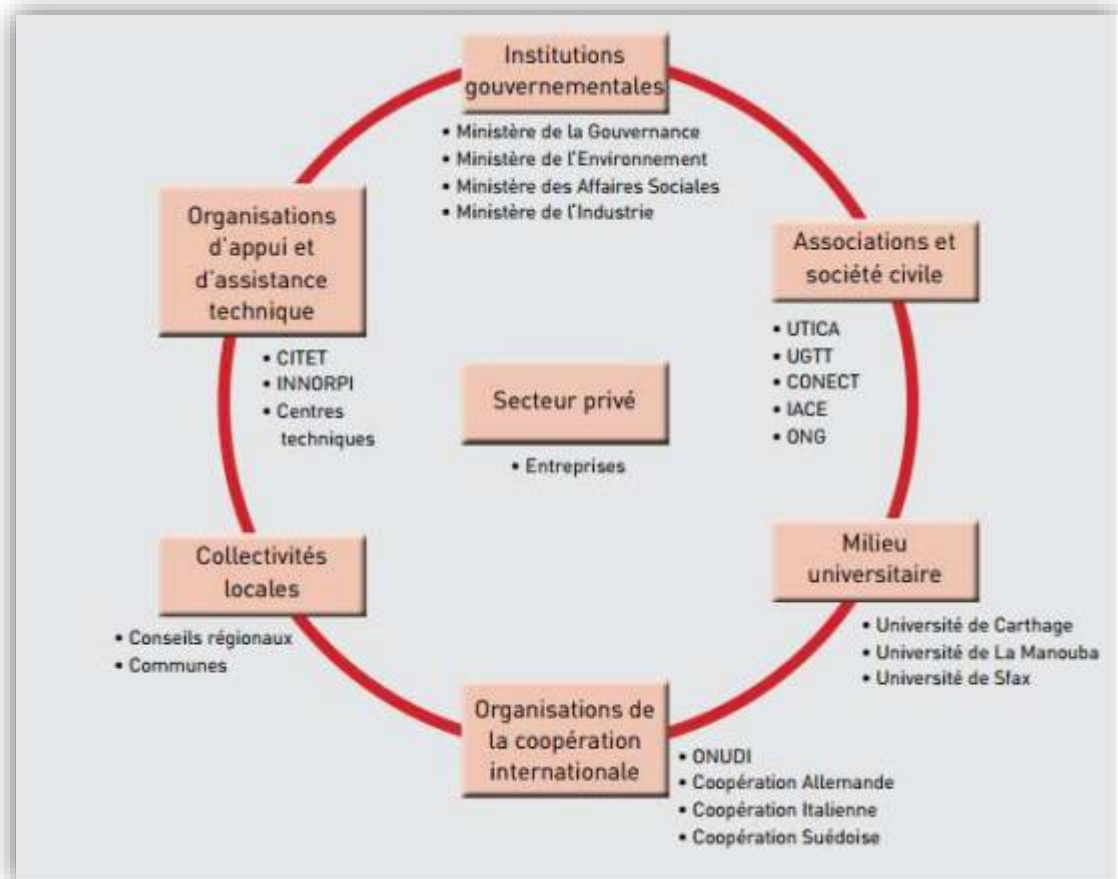 Institutions
gouvernementales
• Ministère de la Gouvernance
• Ministère de l'Environnement
• Ministère des Affaires Sociales
• Ministère de l'Industrie
Organisations
d'appui et
d'assistance
technique
• CITET
• INNORPI
• Centres
techniques
Associations et
société civile
• UTICA
• UGTT
• CONECT
• IACE
• ONG
Secteur privé
• Entreprises
Collectivités
locales
• Conseils régionaux
• Communes
Milieu
universitaire
• Université de Carthage
• Université de La Manouba
• Université de Sfax
Organisations de
la coopération
internationale
• ONUDI
• Coopération Allemande
• Coopération Italienne
• Coopération Suédoise